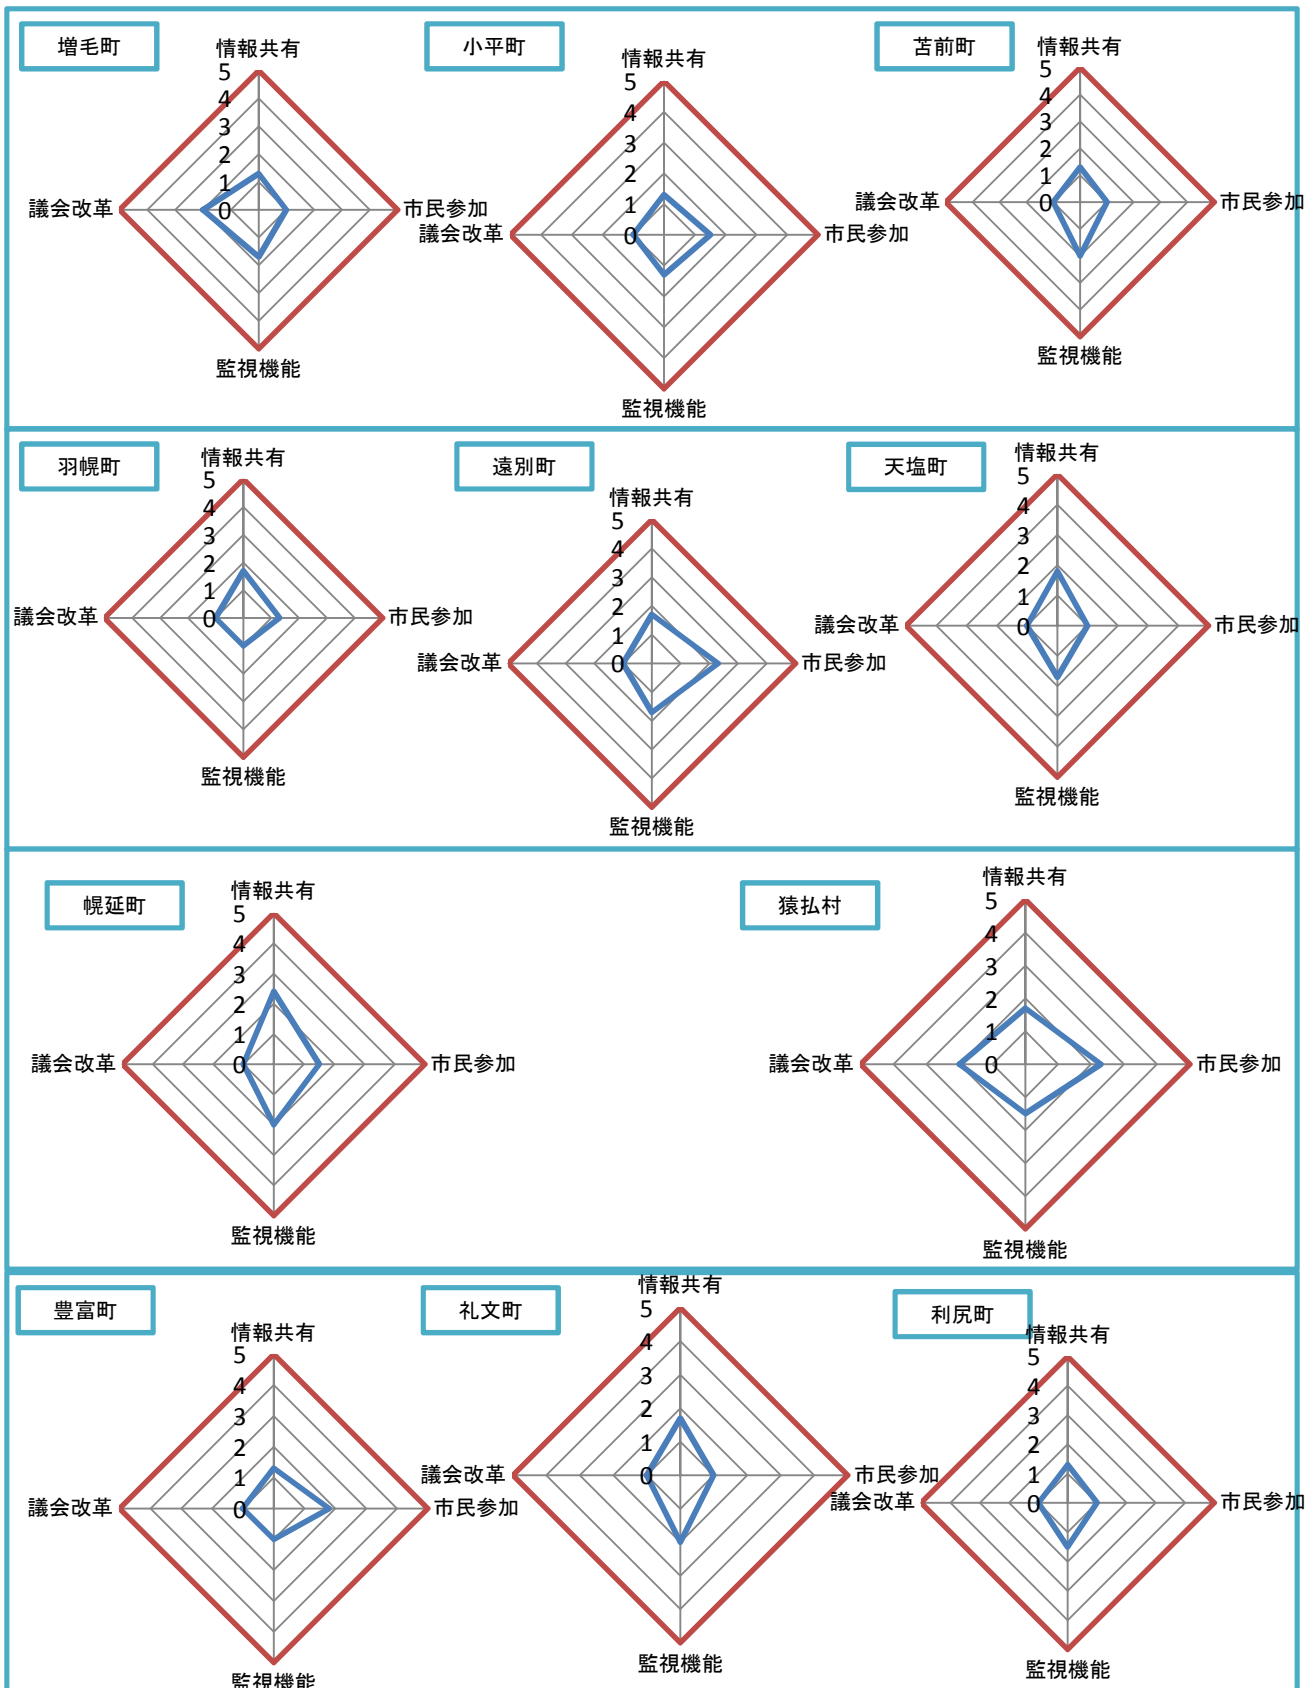 増毛町
情報共有
5
4
3
2
1
0
議会改革
市民参加
監視機能
小平町
情報共有
5
4
3
2
1
0
議会改革
市民参加
監視機能
苫前町
情報共有
5
4
3
2
1
0
議会改革
市民参加
監視機能
羽幌町
情報共有
5
4
3
2
1
0
議会改革
市民参加
監視機能
遠別町
情報共有
5
4
3
2
1
0
議会改革
市民参加
監視機能
天塩町
情報共有
5
4
3
2
1
0
議会改革
市民参加
監視機能
幌延町
情報共有
5
4
3
2
1
0
議会改革
市民参加
監視機能
猿払村
情報共有
5
4
3
2
1
0
議会改革
市民参加
監視機能
豊富町
情報共有
5
4
3
2
1
0
議会改革
市民参加
監視機能
礼文町
情報共有
5
4
3
2
1
0
議会改革
市民参加
監視機能
利尻町
情報共有
5
4
3
2
1
0
議会改革
市民参加
監視機能